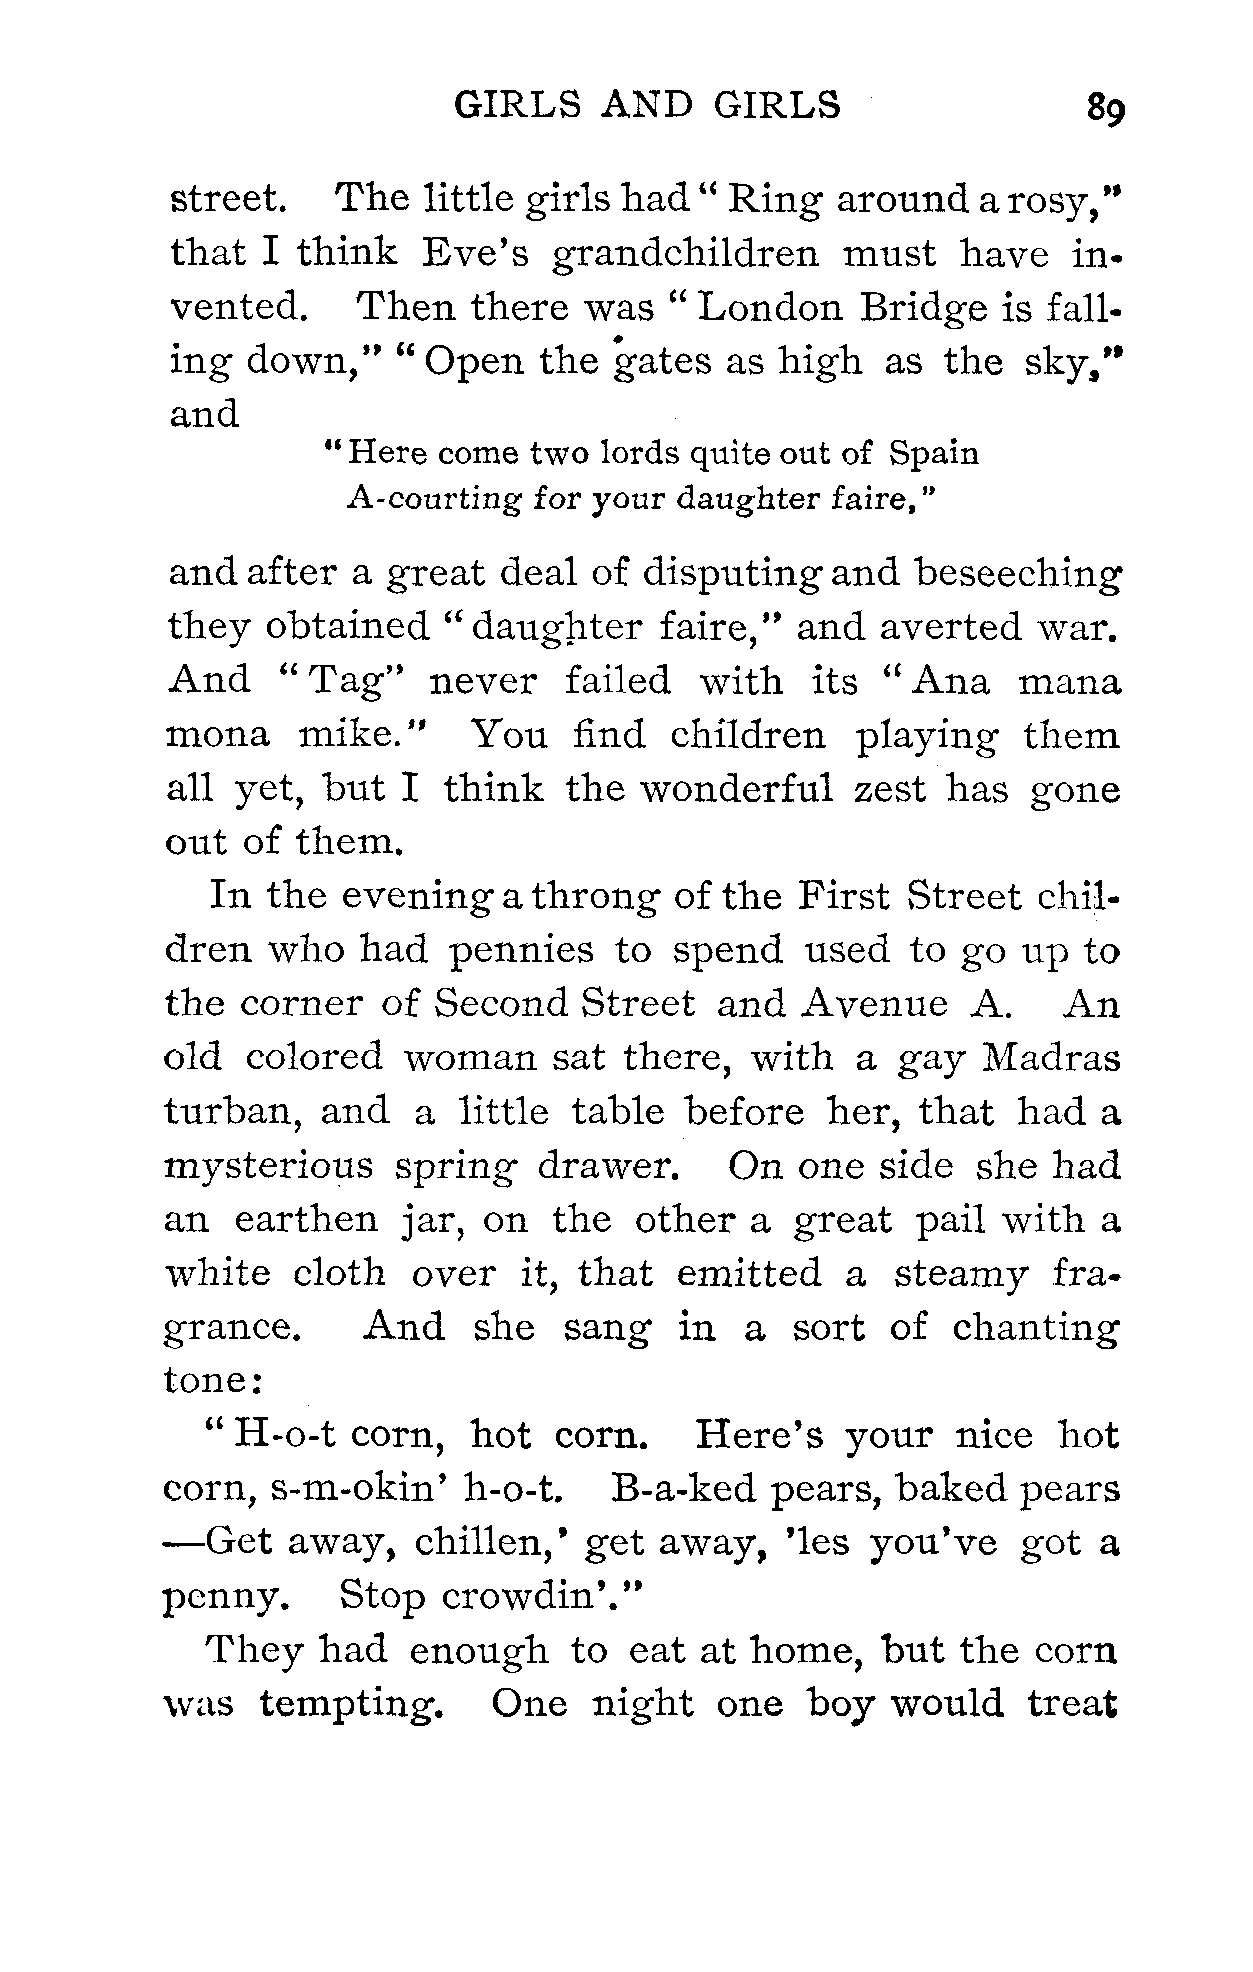 GIRLS AND GIRLS 89
street. The little girls had “ Ring around a rosy,”
that I think Eve’s grandchildren must have in-
vented. Then there was “ London Bridge is fall-
ing down,” “ Open the gates as high as the sky,”
and
“ Here come two lords quite out of Spain
A-courting for your daughter faire,”
and after a great deal of disputing and beseeching
they obtained “ daughter faire,” and averted war.
And “ Tag” never failed with its “ Ana mana
mona mike.” You find children playing them
all yet, but I think the wonderful zest has gone
out of them.
In the evening a throng of the First Street chil-
dren who had pennies to spend used to go up to
the corner of Second Street and Avenue A. An
old colored woman sat there, with a gay Madras
turban, and a little table before her, that had a
mysterious spring drawer. On one side she had
an earthen jar, on the other a great pail with a
white cloth over it, that emitted a steamy fra-
grance. And she sang in a sort of chanting
tone:
“ H-o-t corn, hot corn. Here’s your nice hot
corn, s-m-okin’ h-o-t. B-a-ked pears, baked pears
—Get away, chillen,’ get away, ’les you’ve got a
penny. Stop crowdin’.”
They had enough to eat at home, but the corn
was tempting. One night one boy would treat